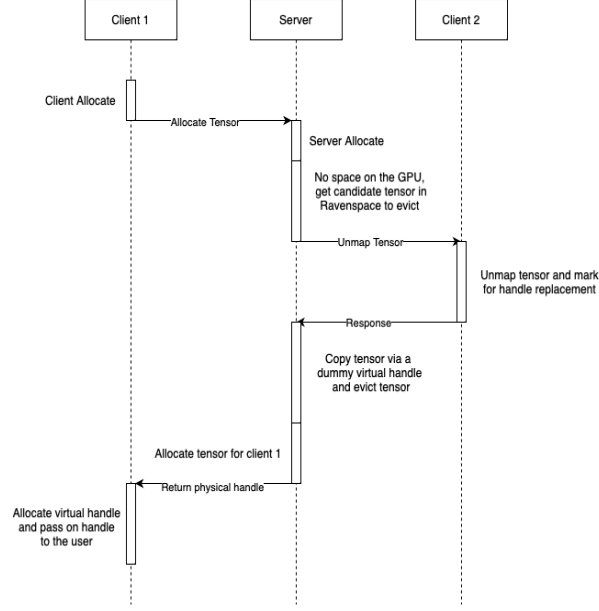 Client 1
Server
Client 2
Client Allocate
Allocate Tensor
Server Allocate
No space on the GPU,
get candidate tensor in
Ravenspace to evict
Unmap Tensor
Unmap tensor and mark
for handle replacement
Response
Copy tensor via a
dummy virtual handle
and evict tensor
Allocate tensor for client 1
Return physical handle
Allocate virtual handle
and pass on handle
to the user